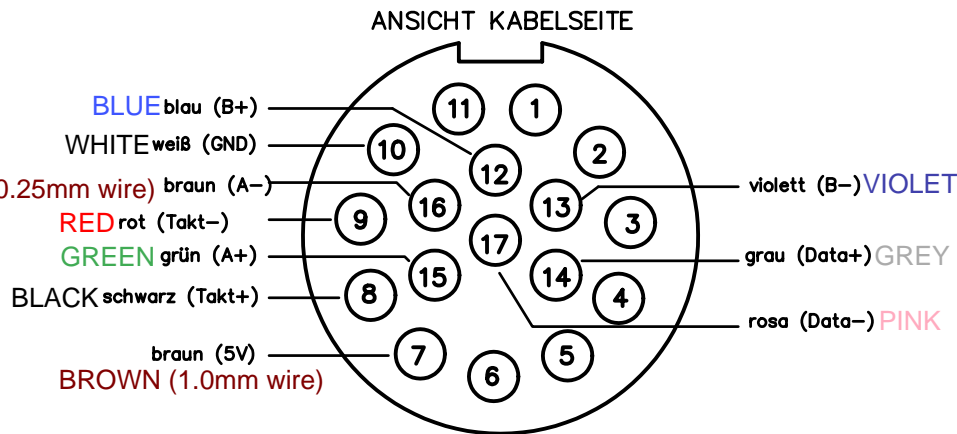 ANSICHT KABELSEITE
BLUE blau (B+)
WHITE weiß (GND)
0.25mm wire) braun (A-)
RED rot (Takt-)
GREEN grün (A+)
BLACK schwarz (Takt+)
braun (5V)
BROWN (1.0mm wire)
11
1
10
2
12
16
13
9
3
17
15
14
8
4
7
5
6
violett (B-) VIOLET
grau (Data+) GREY
rosa (Data-) PINK